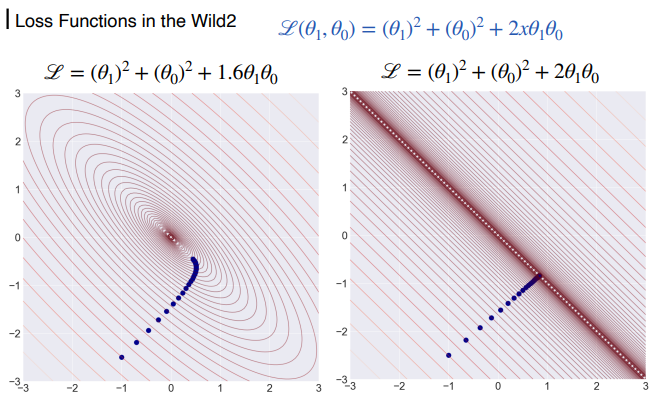 Loss Functions in the Wild2
ℒ(θ₁, θ₀) = (θ₁)² + (θ₀)² + 2xθ₁θ₀
ℒ = (θ₁)² + (θ₀)² + 1.6θ₁θ₀
ℒ = (θ₁)² + (θ₀)² + 2θ₁θ₀
3
2
1
0
−1
−2
−3
−3 −2 −1 0 1 2 3
3
2
1
0
−1
−2
−3
−3 −2 −1 0 1 2 3